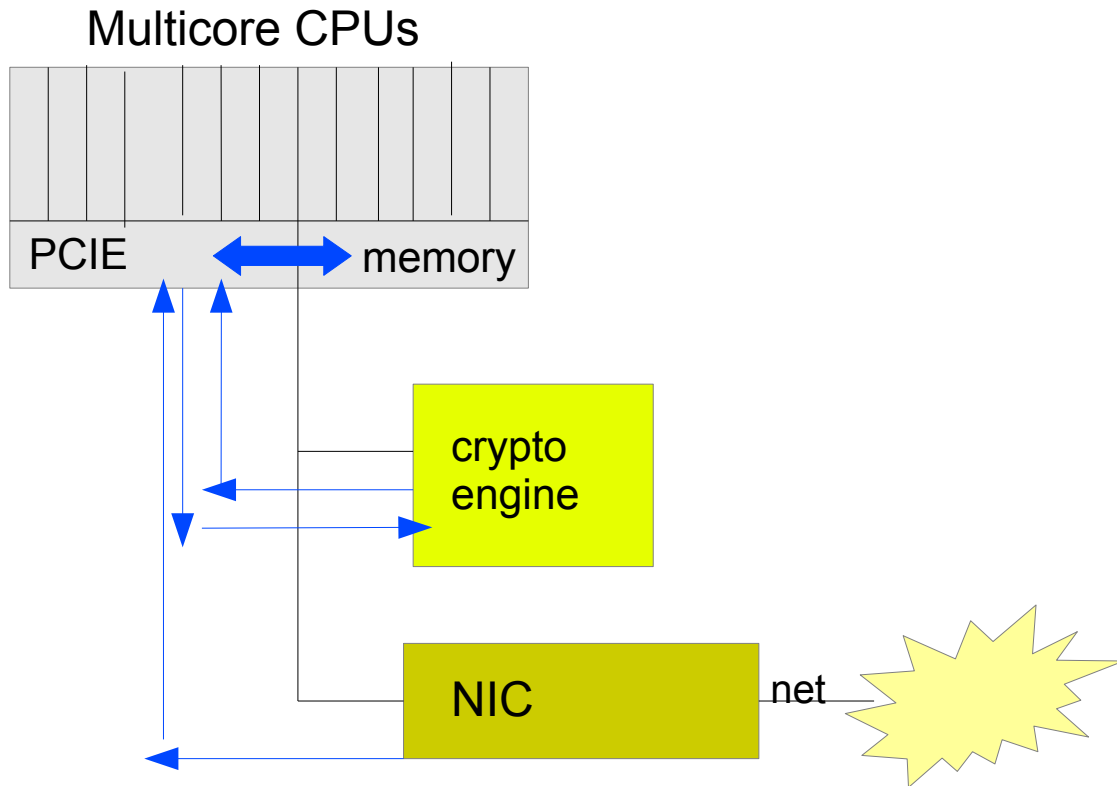 Multicore CPUs
PCIE
memory
crypto
engine
NIC
net